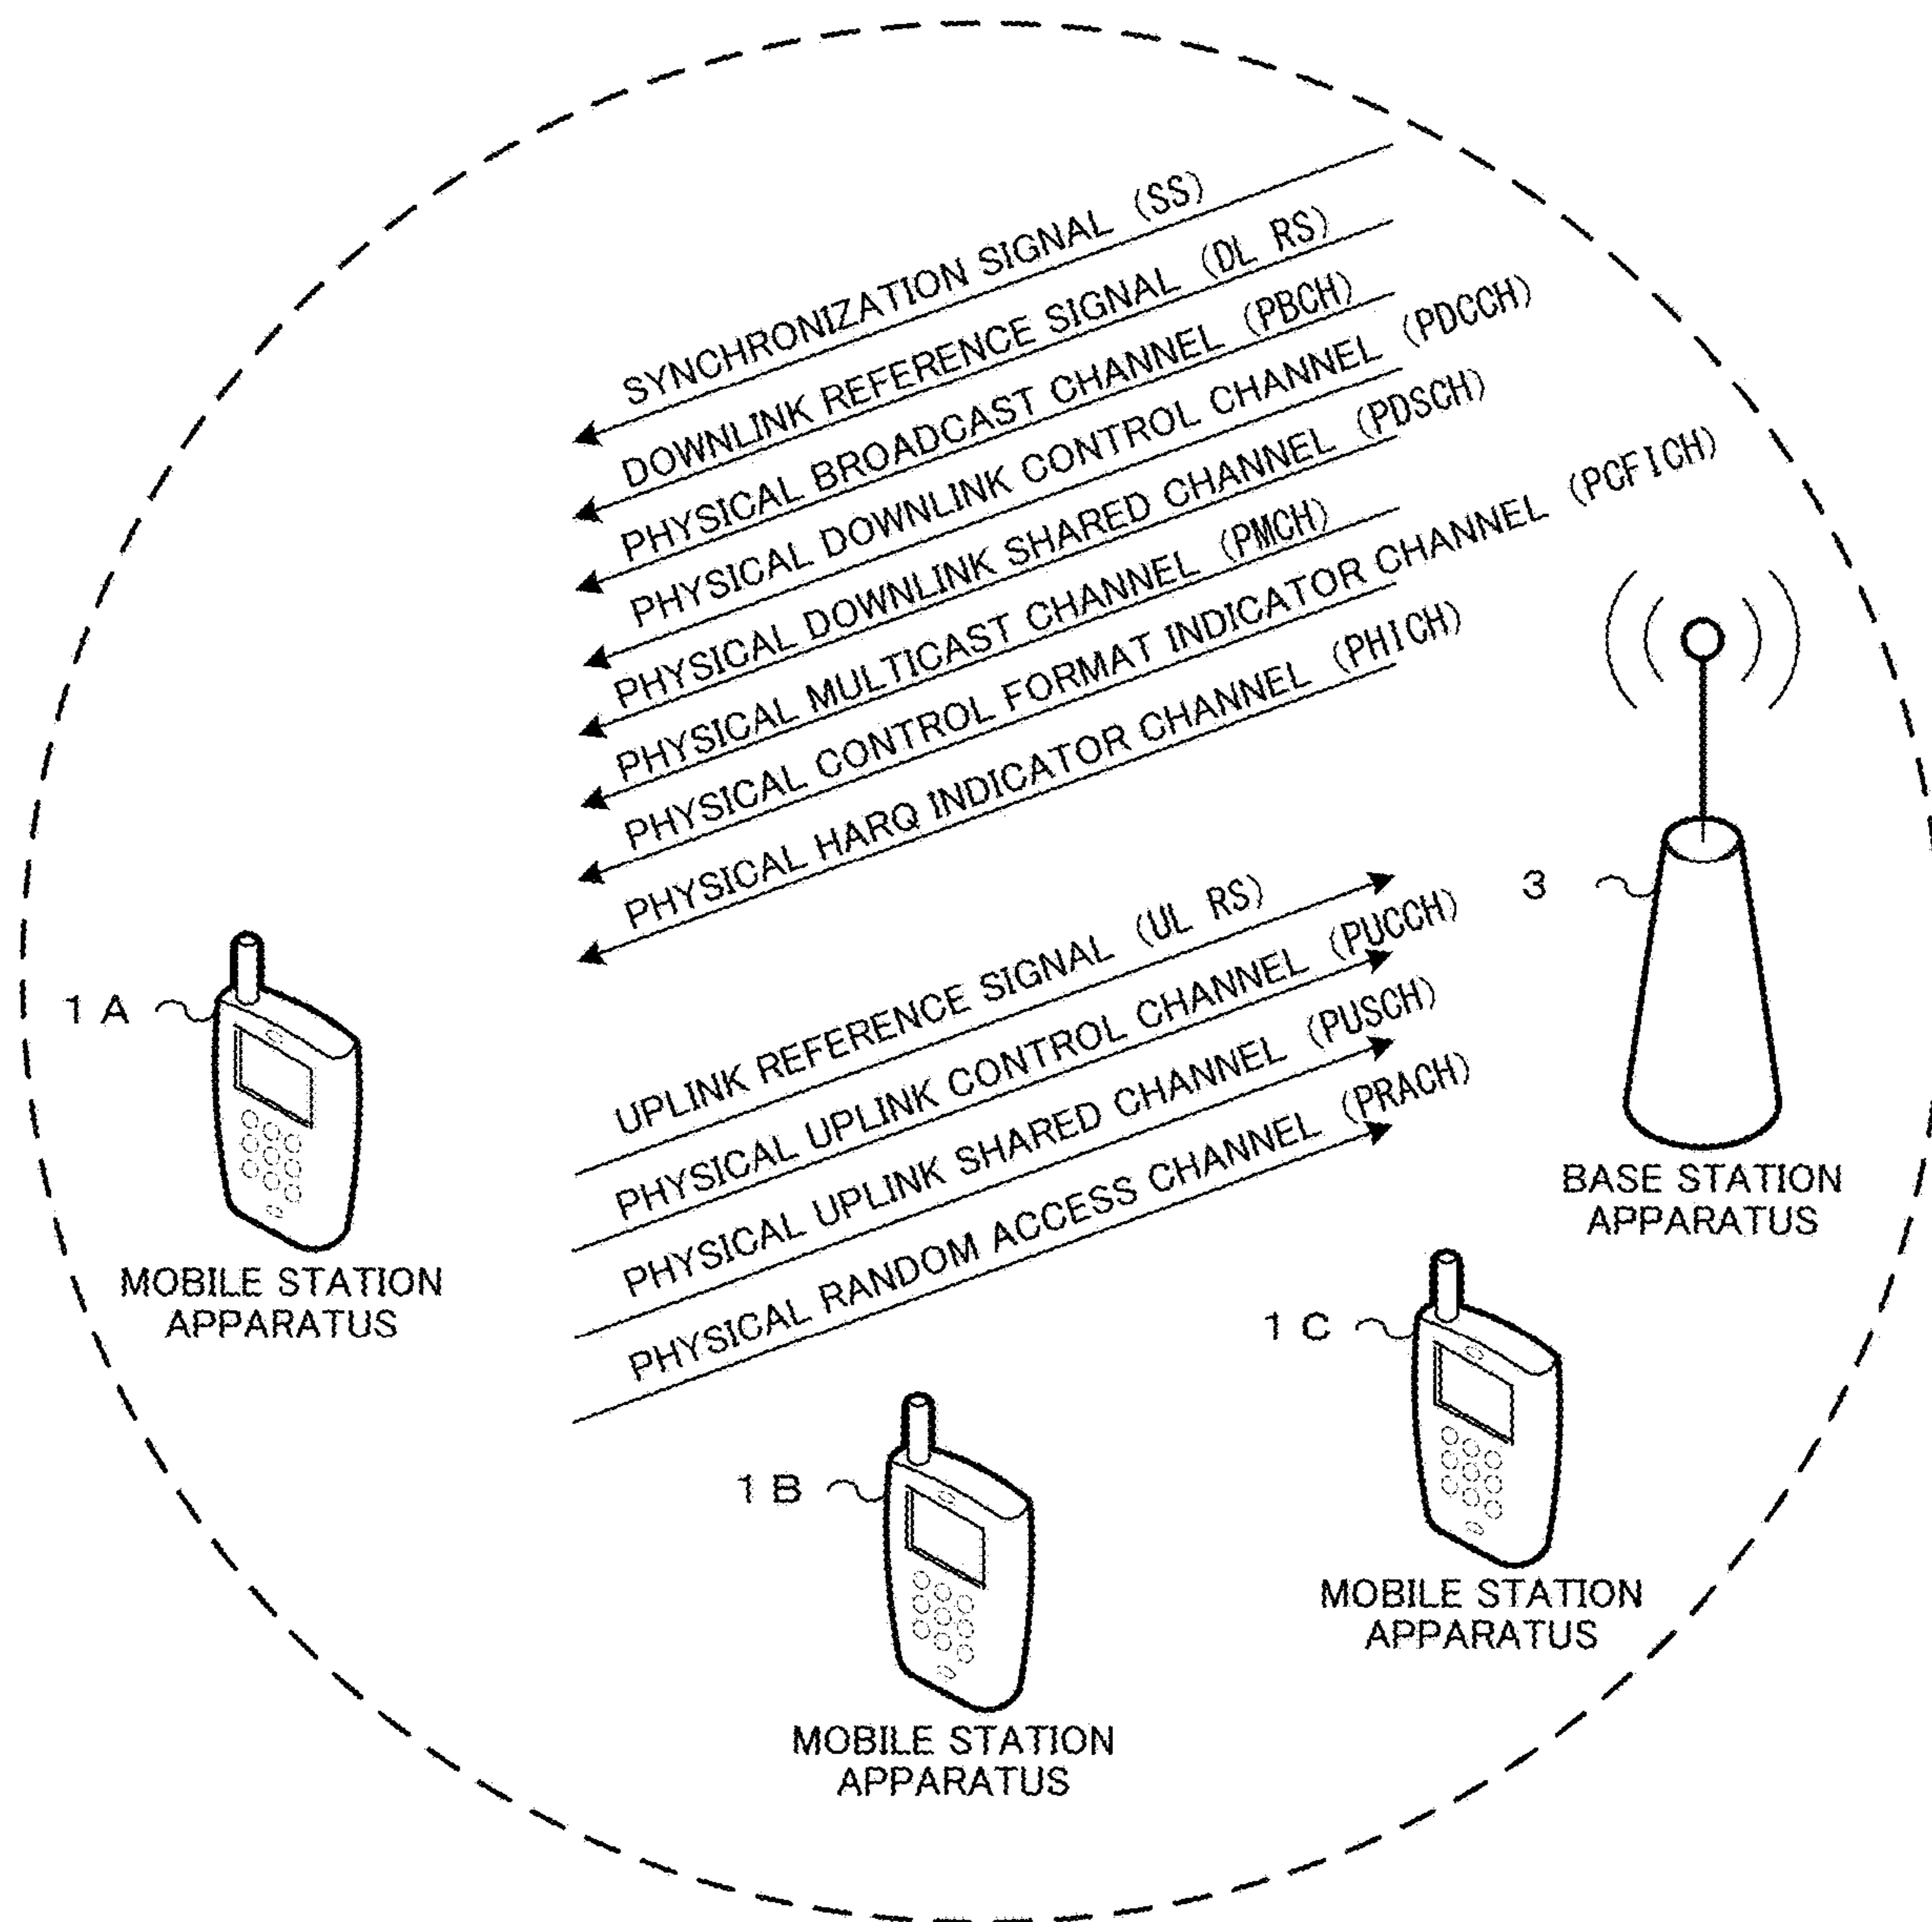 SYNCHRONIZATION SIGNAL (SS)
DOWNLINK REFERENCE SIGNAL (DL RS)
PHYSICAL BROADCAST CHANNEL (PBCH)
PHYSICAL DOWNLINK CONTROL CHANNEL (PDCCH)
PHYSICAL DOWNLINK SHARED CHANNEL (PDSCH)
PHYSICAL MULTICAST CHANNEL (PMCH)
PHYSICAL CONTROL FORMAT INDICATOR CHANNEL (PCFICH)
PHYSICAL HARQ INDICATOR CHANNEL (PHICH)
UPLINK REFERENCE SIGNAL (UL RS)
PHYSICAL UPLINK CONTROL CHANNEL (PUCCH)
PHYSICAL UPLINK SHARED CHANNEL (PUSCH)
PHYSICAL RANDOM ACCESS CHANNEL (PRACH)
3
BASE STATION
APPARATUS
1A
MOBILE STATION
APPARATUS
1B
MOBILE STATION
APPARATUS
1C
MOBILE STATION
APPARATUS